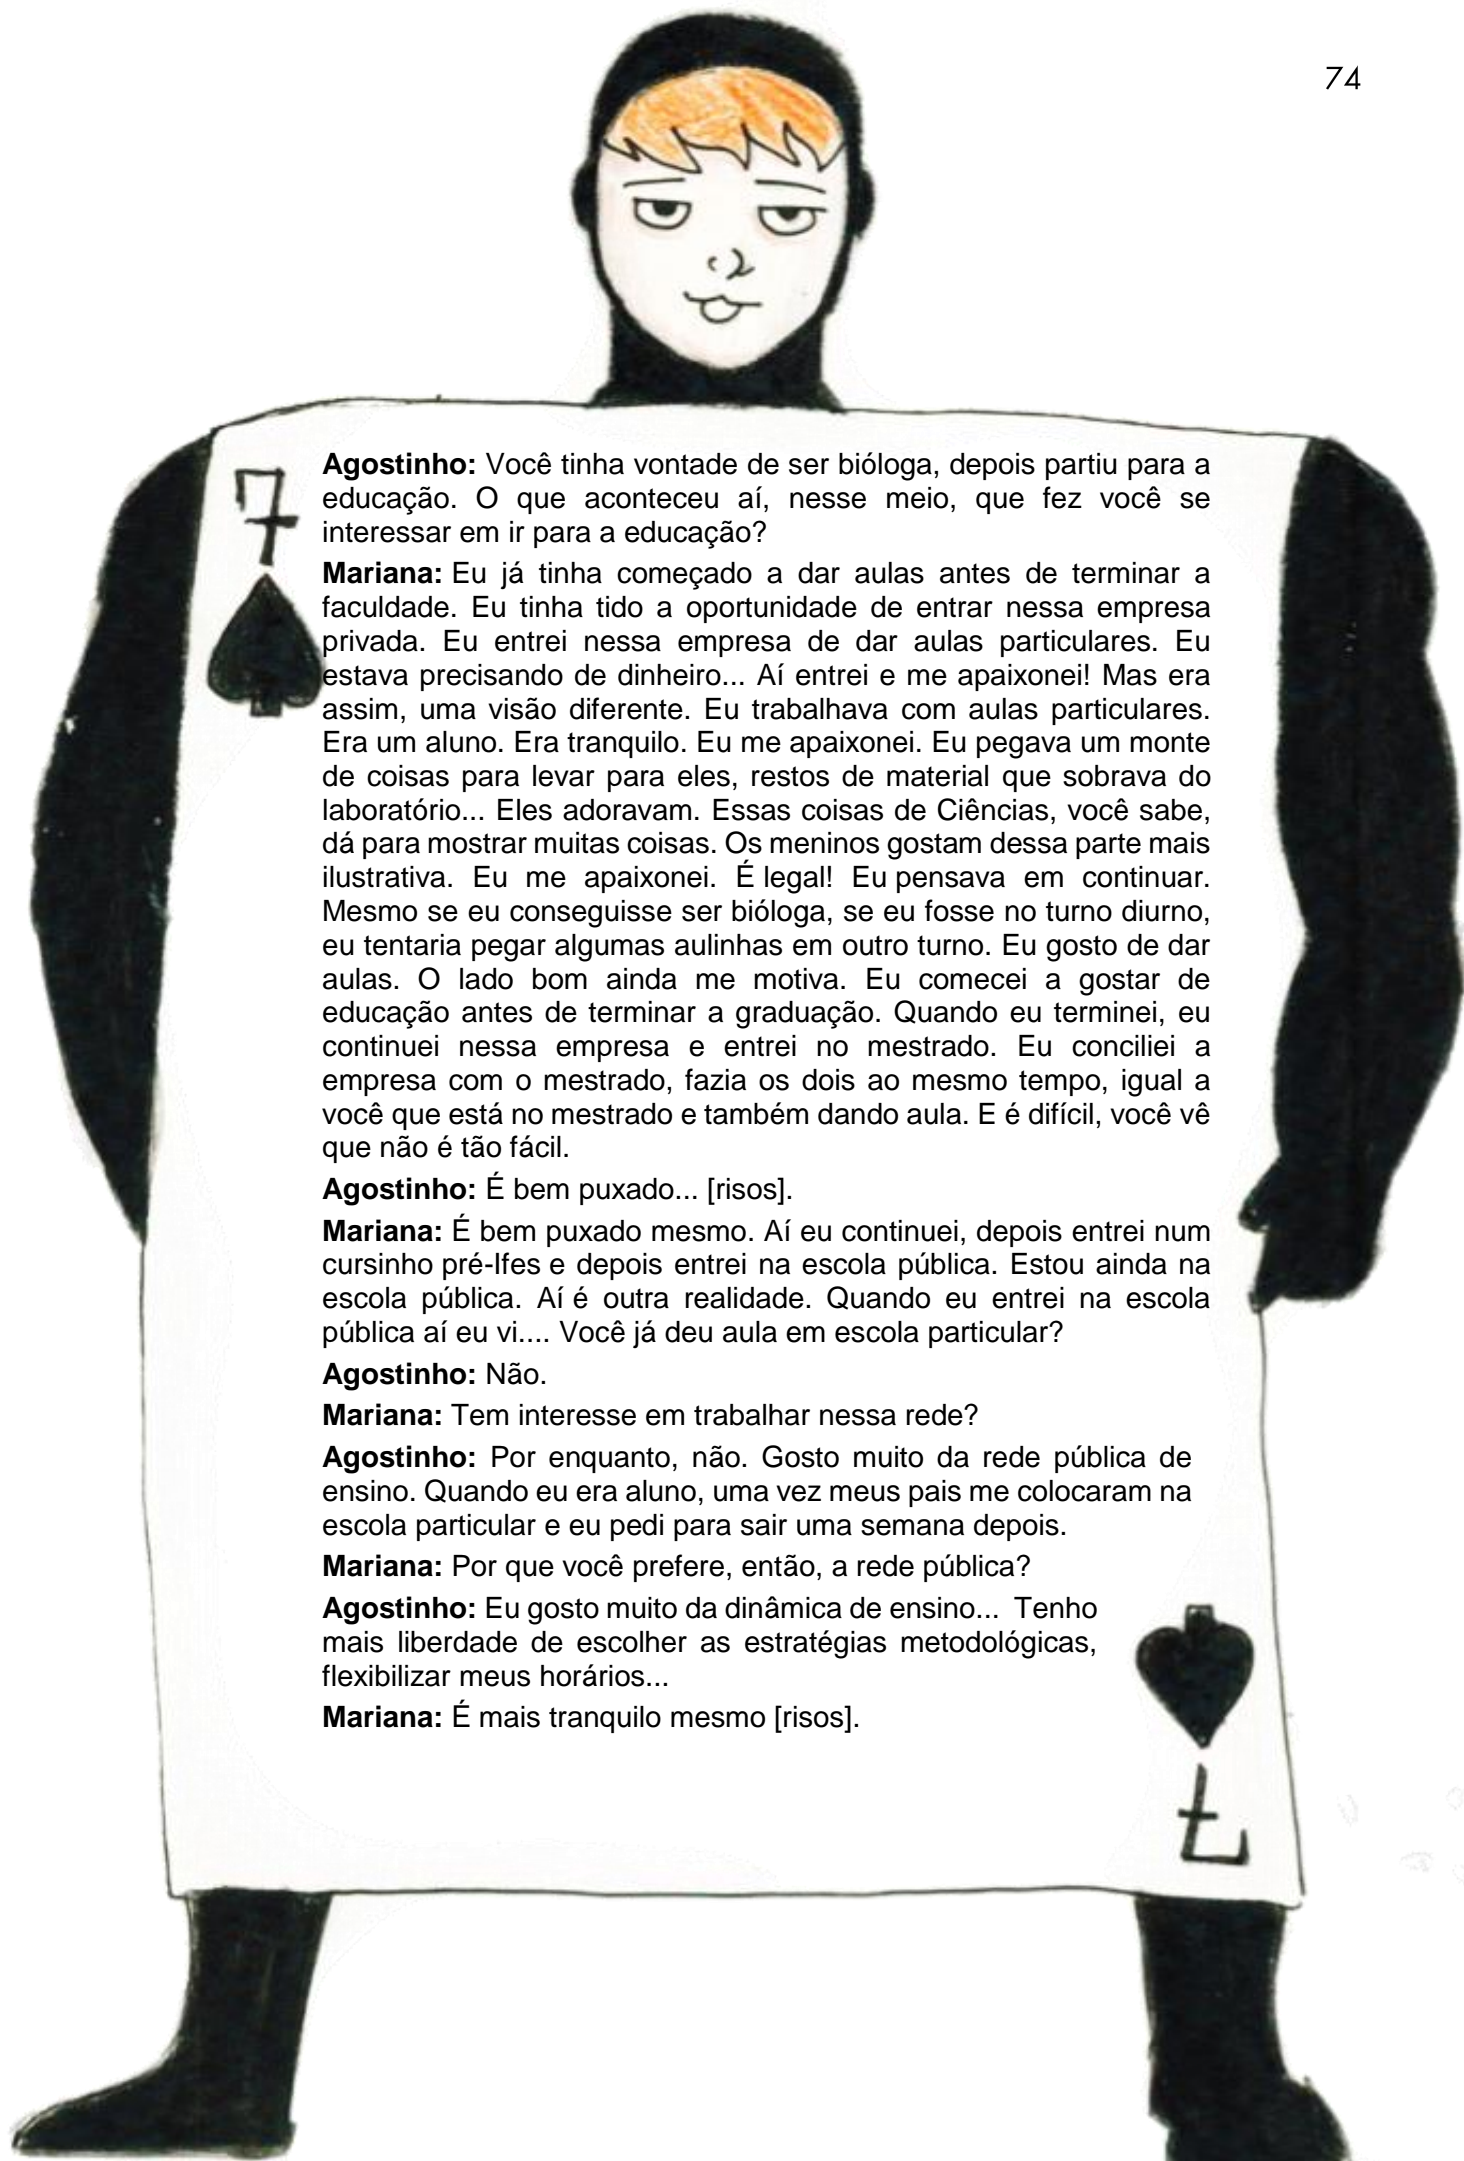 74
7
Agostinho: Você tinha vontade de ser bióloga, depois partiu para a
educação. O que aconteceu aí, nesse meio, que fez você se
interessar em ir para a educação?
Mariana: Eu já tinha começado a dar aulas antes de terminar a
faculdade. Eu tinha tido a oportunidade de entrar nessa empresa
privada. Eu entrei nessa empresa de dar aulas particulares. Eu
estava precisando de dinheiro... Aí entrei e me apaixonei! Mas era
assim, uma visão diferente. Eu trabalhava com aulas particulares.
Era um aluno. Era tranquilo. Eu me apaixonei. Eu pegava um monte
de coisas para levar para eles, restos de material que sobrava do
laboratório... Eles adoravam. Essas coisas de Ciências, você sabe,
dá para mostrar muitas coisas. Os meninos gostam dessa parte mais
ilustrativa. Eu me apaixonei. É legal! Eu pensava em continuar.
Mesmo se eu conseguisse ser bióloga, se eu fosse no turno diurno,
eu tentaria pegar algumas aulinhas em outro turno. Eu gosto de dar
aulas. O lado bom ainda me motiva. Eu comecei a gostar de
educação antes de terminar a graduação. Quando eu terminei, eu
continuei nessa empresa e entrei no mestrado. Eu conciliei a
empresa com o mestrado, fazia os dois ao mesmo tempo, igual a
você que está no mestrado e também dando aula. E é difícil, você vê
que não é tão fácil.
Agostinho: É bem puxado... [risos].
Mariana: É bem puxado mesmo. Aí eu continuei, depois entrei num
cursinho pré-Ifes e depois entrei na escola pública. Estou ainda na
escola pública. Aí é outra realidade. Quando eu entrei na escola
pública aí eu vi.... Você já deu aula em escola particular?
Agostinho: Não.
Mariana: Tem interesse em trabalhar nessa rede?
Agostinho: Por enquanto, não. Gosto muito da rede pública de
ensino. Quando eu era aluno, uma vez meus pais me colocaram na
escola particular e eu pedi para sair uma semana depois.
Mariana: Por que você prefere, então, a rede pública?
Agostinho: Eu gosto muito da dinâmica de ensino... Tenho
mais liberdade de escolher as estratégias metodológicas,
flexibilizar meus horários...
Mariana: É mais tranquilo mesmo [risos].
7